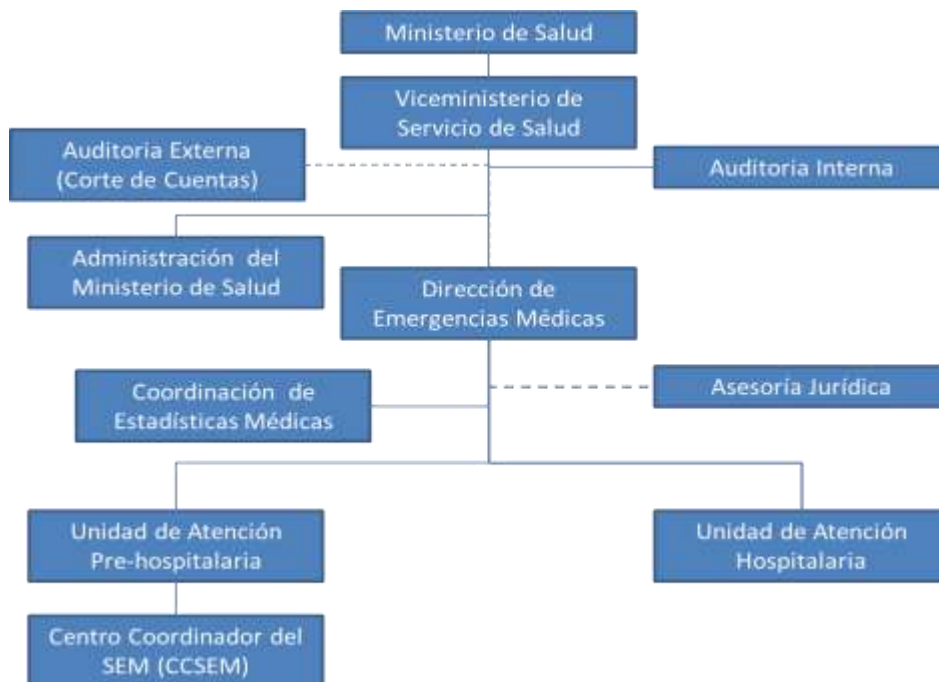 Ministerio de Salud
Viceministerio de
Servicio de Salud
Auditoria Externa
(Corte de Cuentas)
Auditoria Interna
Administración del
Ministerio de Salud
Dirección de
Emergencias Médicas
Coordinación de
Estadísticas Médicas
Asesoría Jurídica
Unidad de Atención
Pre-hospitalaria
Unidad de Atención
Hospitalaria
Centro Coordinador del
SEM (CCSEM)